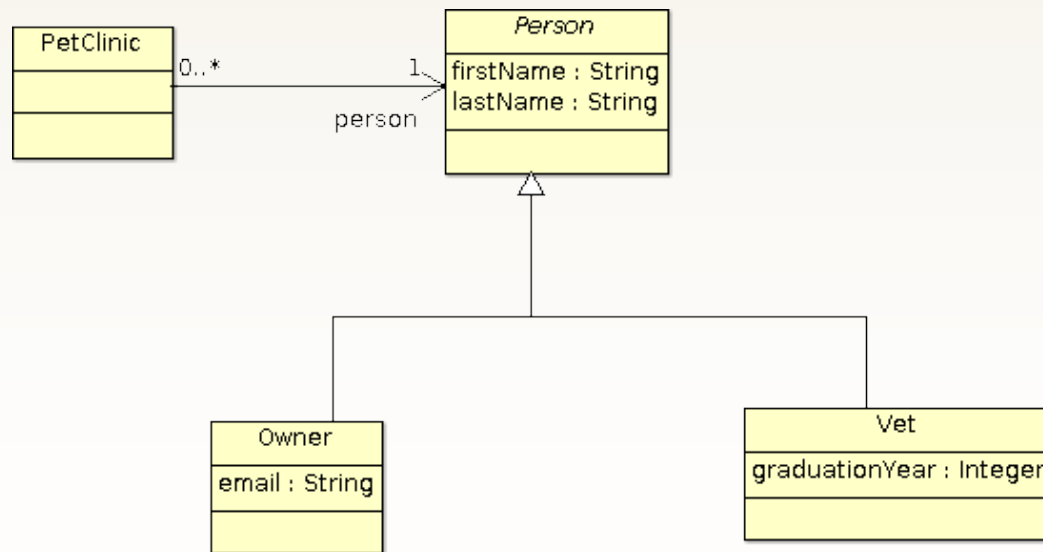 PetClinic
0..*
1
person
Person
firstName : String
lastName : String
Owner
email : String
Vet
graduationYear : Integer